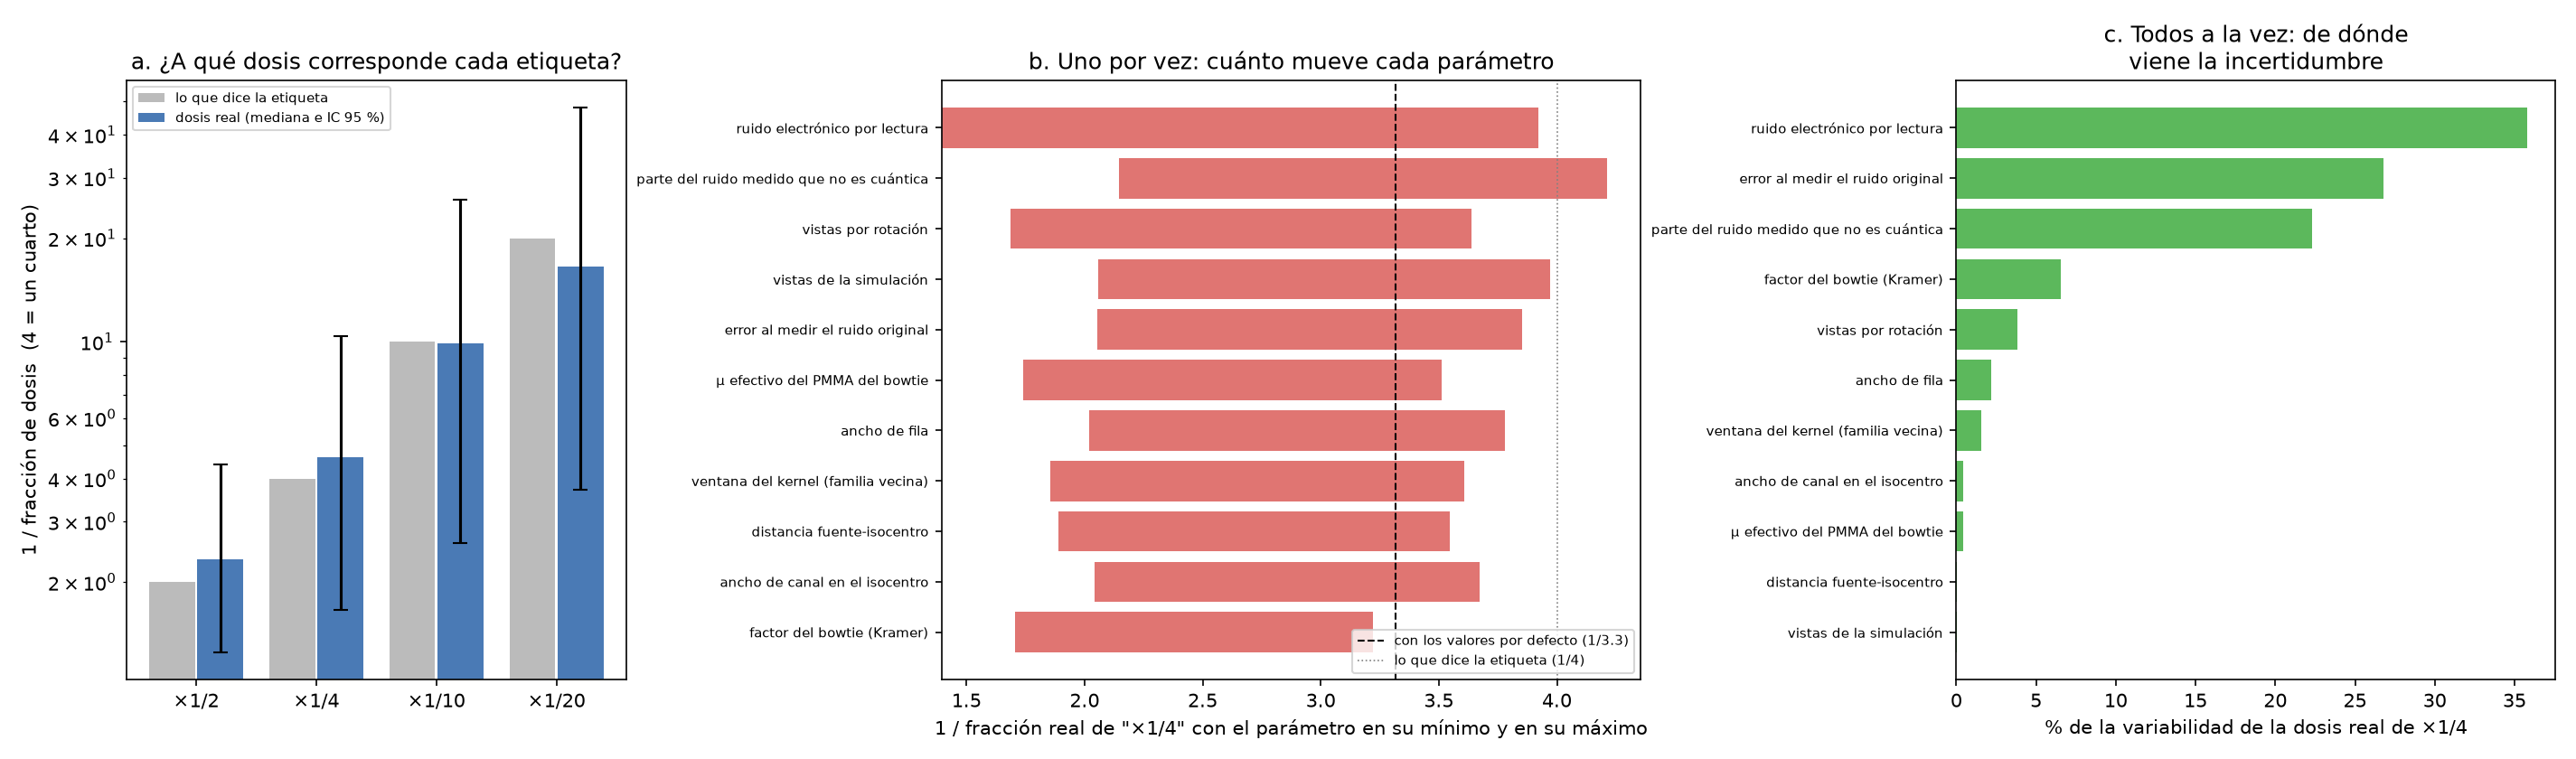 a. ¿A qué dosis corresponde cada etiqueta?
lo que dice la etiqueta
dosis real (mediana e IC 95 %)
1 / fracción de dosis  (4 = un cuarto)
4 × 10¹
3 × 10¹
2 × 10¹
10¹
6 × 10⁰
4 × 10⁰
3 × 10⁰
2 × 10⁰
×1/2
×1/4
×1/10
×1/20
b. Uno por vez: cuánto mueve cada parámetro
ruido electrónico por lectura
parte del ruido medido que no es cuántica
vistas por rotación
vistas de la simulación
error al medir el ruido original
μ efectivo del PMMA del bowtie
ancho de fila
ventana del kernel (familia vecina)
distancia fuente-isocentro
ancho de canal en el isocentro
factor del bowtie (Kramer)
con los valores por defecto (1/3.3)
lo que dice la etiqueta (1/4)
1.5
2.0
2.5
3.0
3.5
4.0
1 / fracción real de "×1/4" con el parámetro en su mínimo y en su máximo
c. Todos a la vez: de dónde
viene la incertidumbre
ruido electrónico por lectura
error al medir el ruido original
parte del ruido medido que no es cuántica
factor del bowtie (Kramer)
vistas por rotación
ancho de fila
ventana del kernel (familia vecina)
ancho de canal en el isocentro
μ efectivo del PMMA del bowtie
distancia fuente-isocentro
vistas de la simulación
0
5
10
15
20
25
30
35
% de la variabilidad de la dosis real de ×1/4